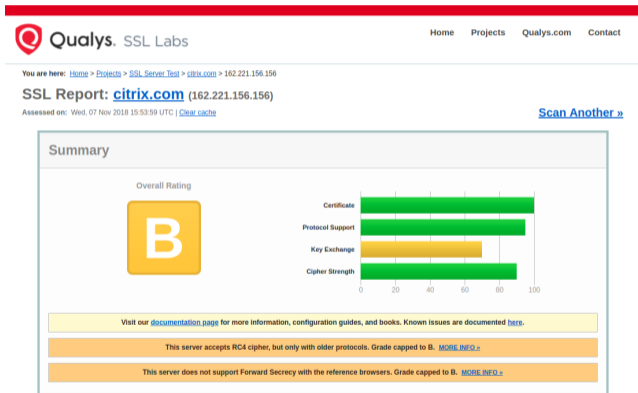 Qualys. SSL Labs
Home Projects Qualys.com Contact
You are here: Home > Projects > SSL Server Test > citrix.com > 162.221.156.156
SSL Report: citrix.com (162.221.156.156)
Assessed on: Wed, 07 Nov 2018 15:53:59 UTC | Clear cache
Scan Another »
Summary
Overall Rating
B
Certificate
Protocol Support
Key Exchange
Cipher Strength
0 20 40 60 80 100
Visit our documentation page for more information, configuration guides, and books. Known issues are documented here.
This server accepts RC4 cipher, but only with older protocols. Grade capped to B. MORE INFO »
This server does not support Forward Secrecy with the reference browsers. Grade capped to B. MORE INFO »